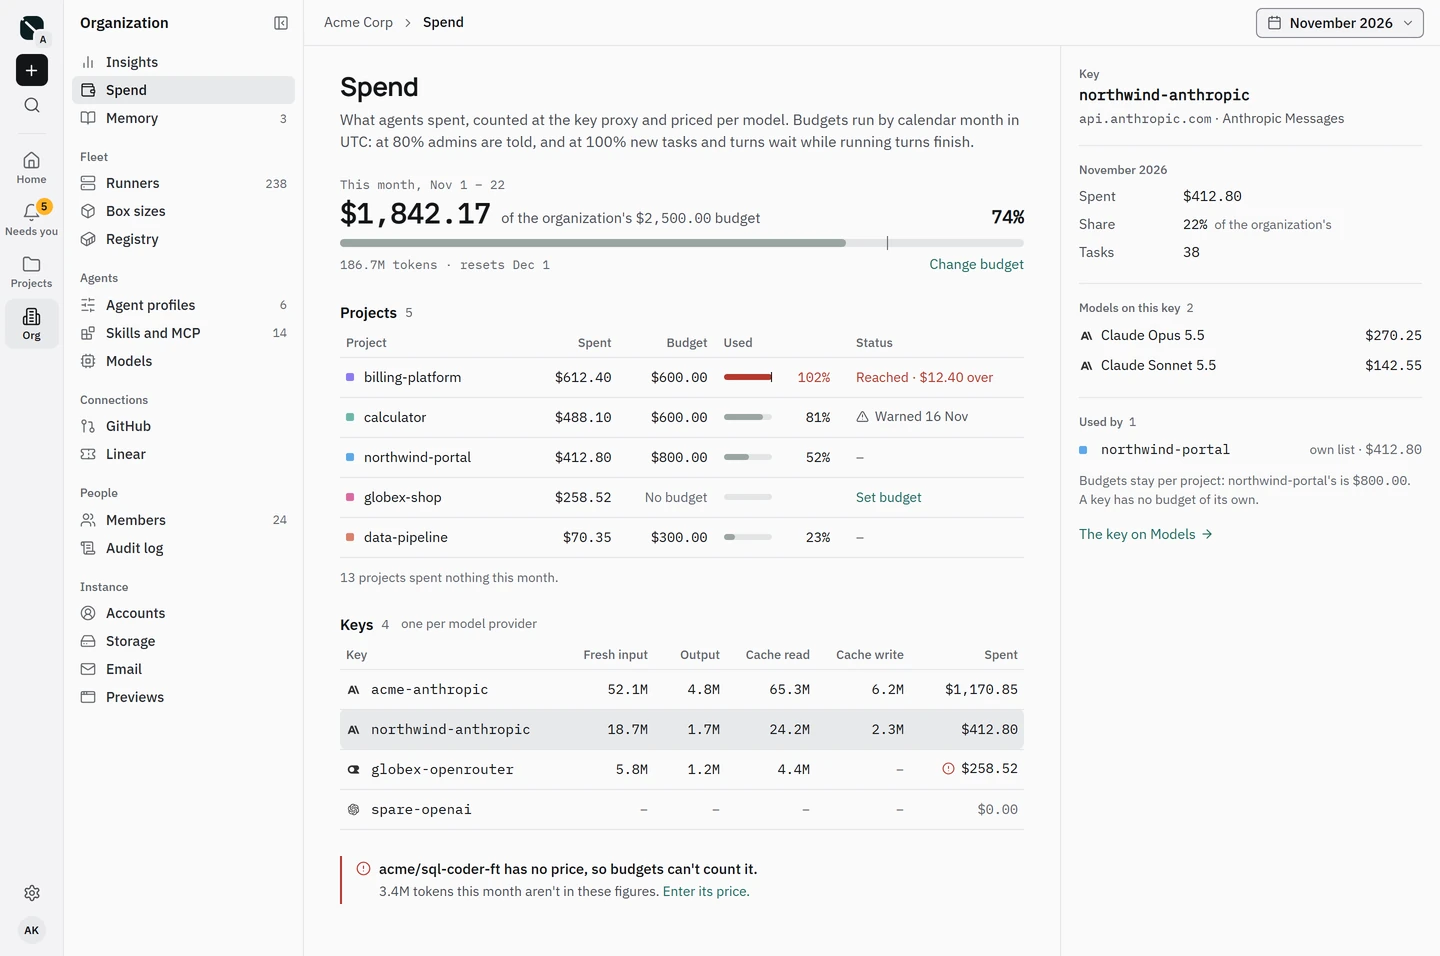 A
Home
5
Needs you
Projects
Org
AK
Organization
Insights
Spend
Memory 3
Fleet
Runners 238
Box sizes
Registry
Agents
Agent profiles 6
Skills and MCP 14
Models
Connections
GitHub
Linear
People
Members 24
Audit log
Instance
Accounts
Storage
Email
Previews
Acme Corp > Spend
November 2026
Spend
What agents spent, counted at the key proxy and priced per model. Budgets run by calendar month in
UTC: at 80% admins are told, and at 100% new tasks and turns wait while running turns finish.
This month, Nov 1 – 22
$1,842.17 of the organization's $2,500.00 budget 74%
186.7M tokens · resets Dec 1 Change budget
Projects 5
Project Spent Budget Used Status
billing-platform $612.40 $600.00 102% Reached · $12.40 over
calculator $488.10 $600.00 81% Warned 16 Nov
northwind-portal $412.80 $800.00 52% –
globex-shop $258.52 No budget Set budget
data-pipeline $70.35 $300.00 23% –
13 projects spent nothing this month.
Keys 4 one per model provider
Key Fresh input Output Cache read Cache write Spent
acme-anthropic 52.1M 4.8M 65.3M 6.2M $1,170.85
northwind-anthropic 18.7M 1.7M 24.2M 2.3M $412.80
globex-openrouter 5.8M 1.2M 4.4M – $258.52
spare-openai – – – – $0.00
acme/sql-coder-ft has no price, so budgets can't count it.
3.4M tokens this month aren't in these figures. Enter its price.
Key
northwind-anthropic
api.anthropic.com · Anthropic Messages
November 2026
Spent $412.80
Share 22% of the organization's
Tasks 38
Models on this key 2
Claude Opus 5.5 $270.25
Claude Sonnet 5.5 $142.55
Used by 1
northwind-portal own list · $412.80
Budgets stay per project: northwind-portal's is $800.00.
A key has no budget of its own.
The key on Models →